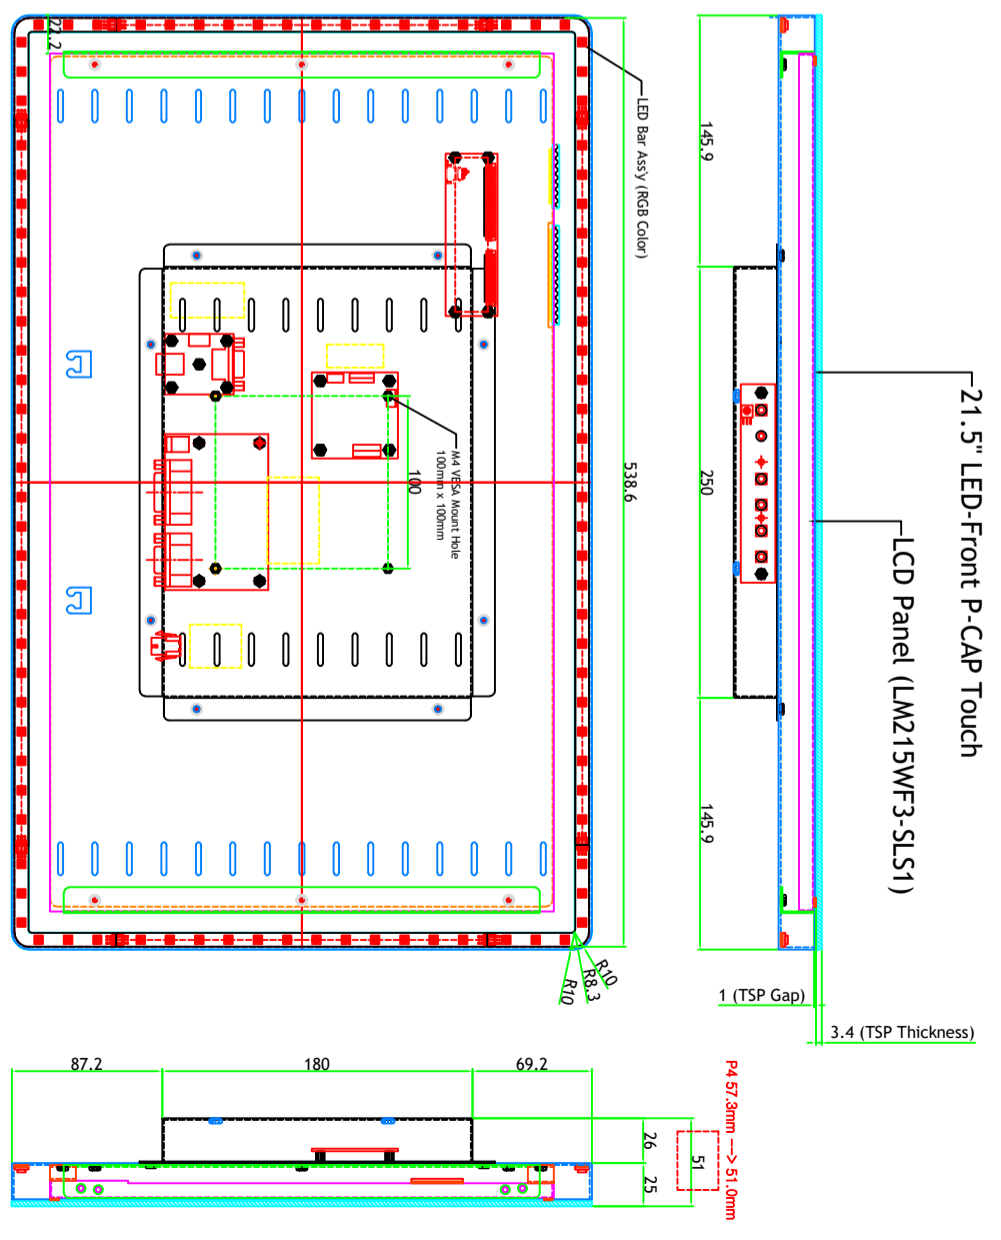 22.2
LED Bar Ass'y (RGB Color)
145.9
21.5" LED-Front P-CAP Touch
LCD Panel (LM215WF3-SLS1)
M4 VESA Mount Hole
100mm x 100mm
100
538.6
250
145.9
R10
R8.3
R10
1 (TSP Gap)
3.4 (TSP Thickness)
87.2
180
69.2
P4 57.3mm --> 51.0mm
26
51
25